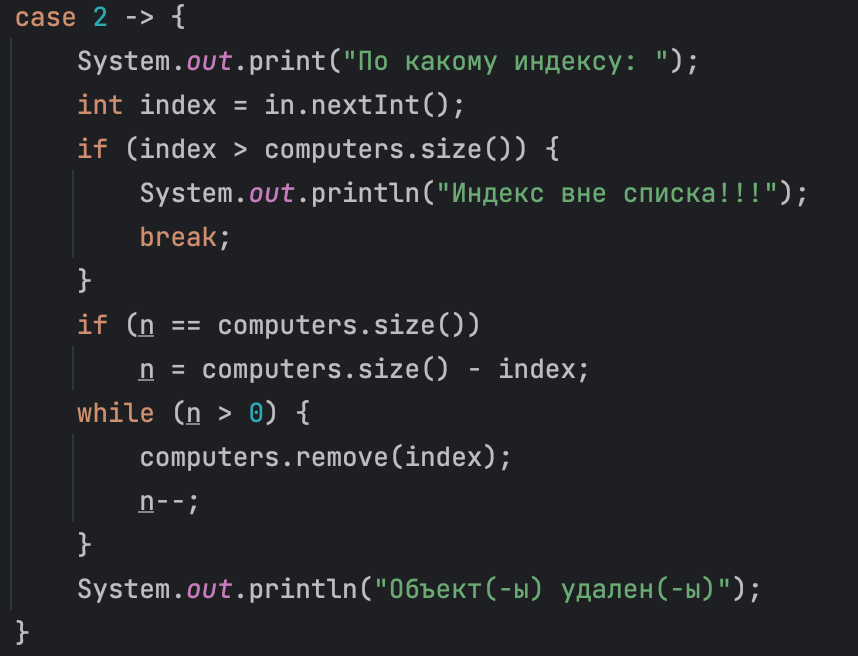 case 2 -> {
System.out.print("По какому индексу: ");
int index = in.nextInt();
if (index > computers.size()) {
System.out.println("Индекс вне списка!!!");
break;
}
if (n == computers.size())
n = computers.size() - index;
while (n > 0) {
computers.remove(index);
n--;
}
System.out.println("Объект(-ы) удален(-ы)");
}